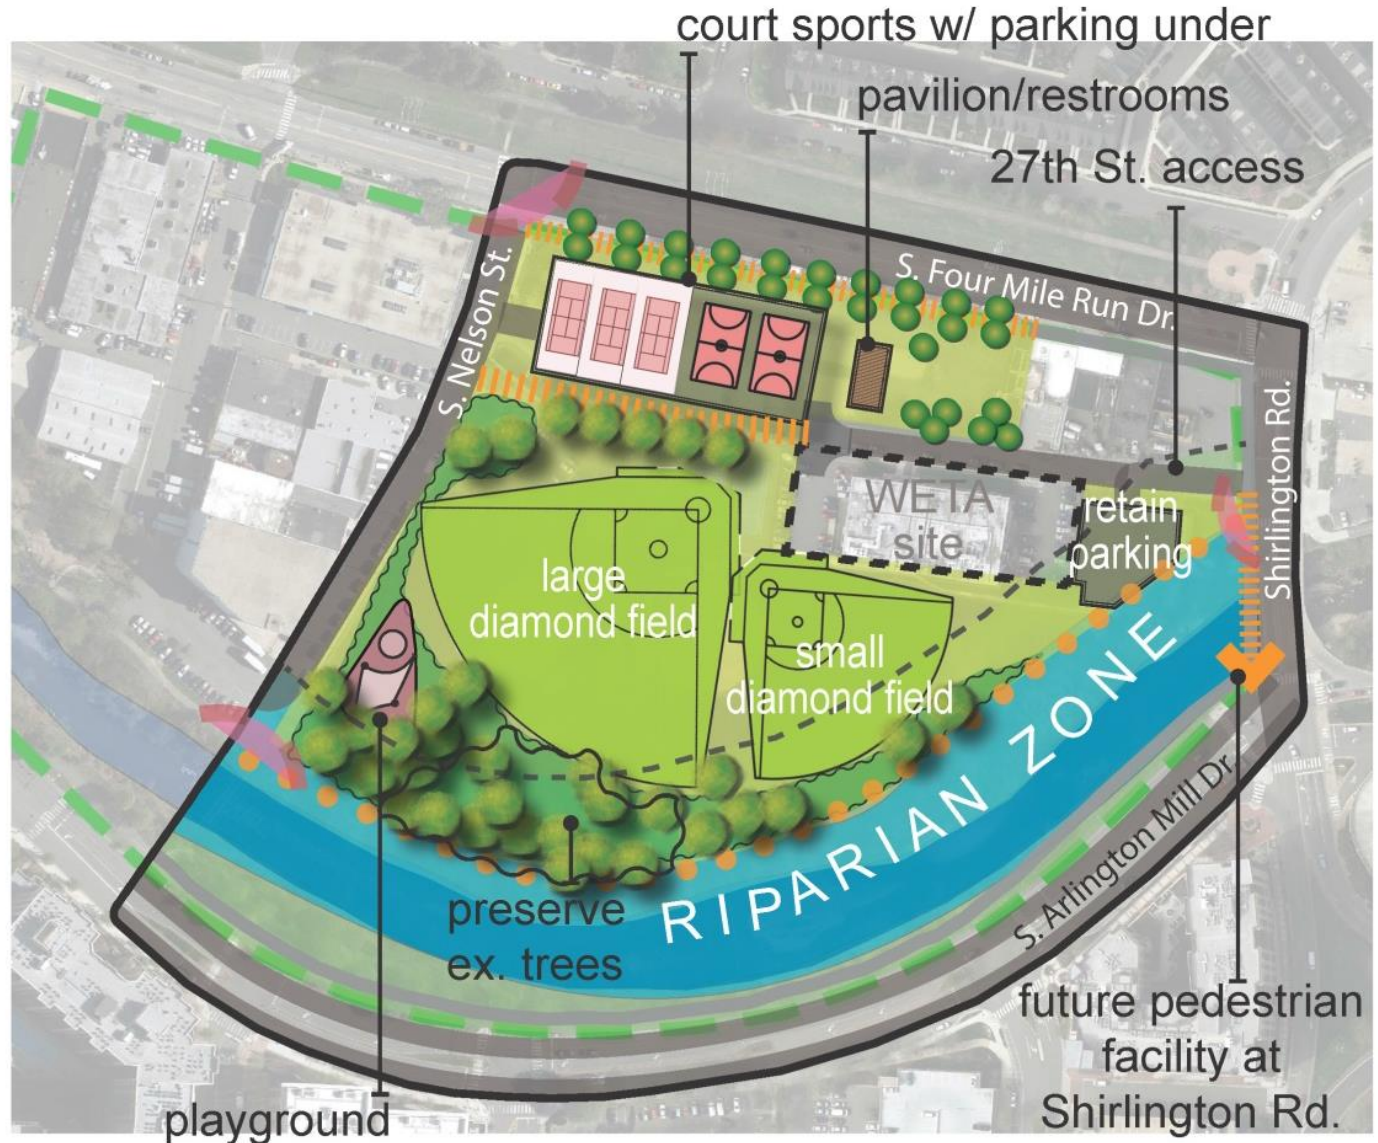 court sports w/ parking under
pavilion/restrooms
27th St. access
S. Four Mile Run Dr.
S. Nelson St.
Shirlington Rd.
WETA
site
retain
parking
large
diamond field
small
diamond field
RIPARIAN ZONE
S. Arlington Mill Dr.
preserve
ex. trees
future pedestrian
facility at
Shirlington Rd.
playground